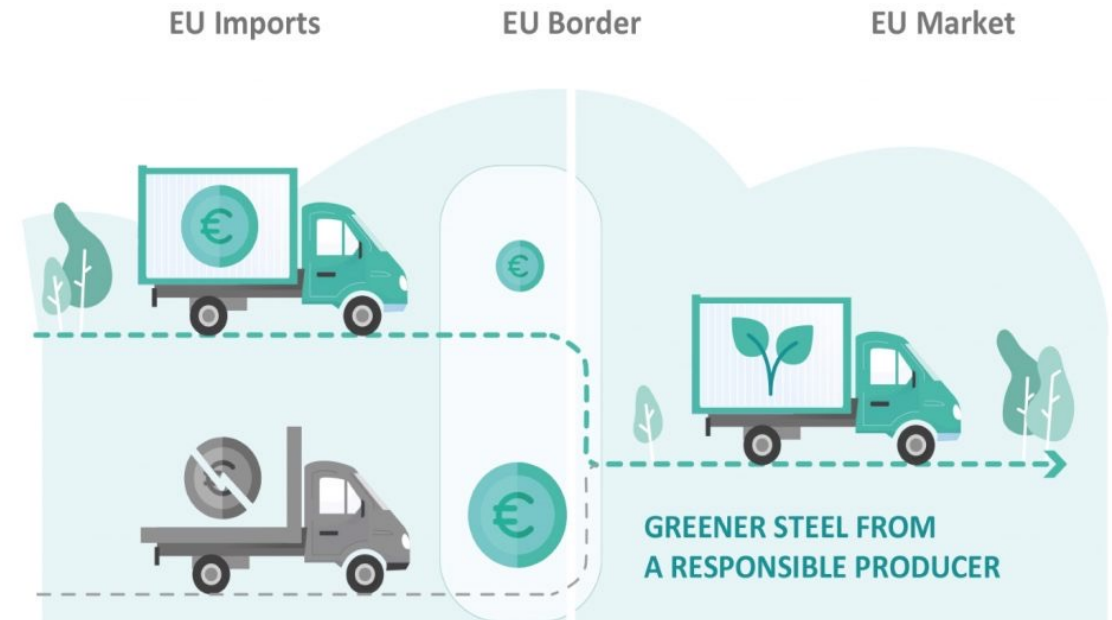 EU Imports
EU Border
EU Market
€
€
€
€
GREENER STEEL FROM
A RESPONSIBLE PRODUCER